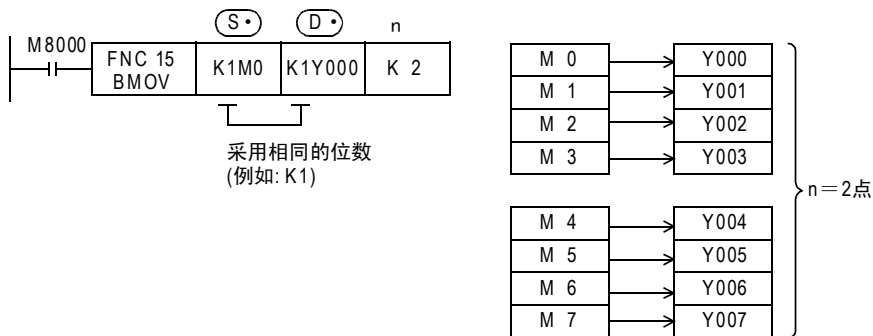 S• D• n
M8000
FNC 15
BMOV
K1M0 K1Y000 K 2
采用相同的位数
(例如: K1)
M 0 Y000
M 1 Y001
M 2 Y002
M 3 Y003
n=2点
M 4 Y004
M 5 Y005
M 6 Y006
M 7 Y007